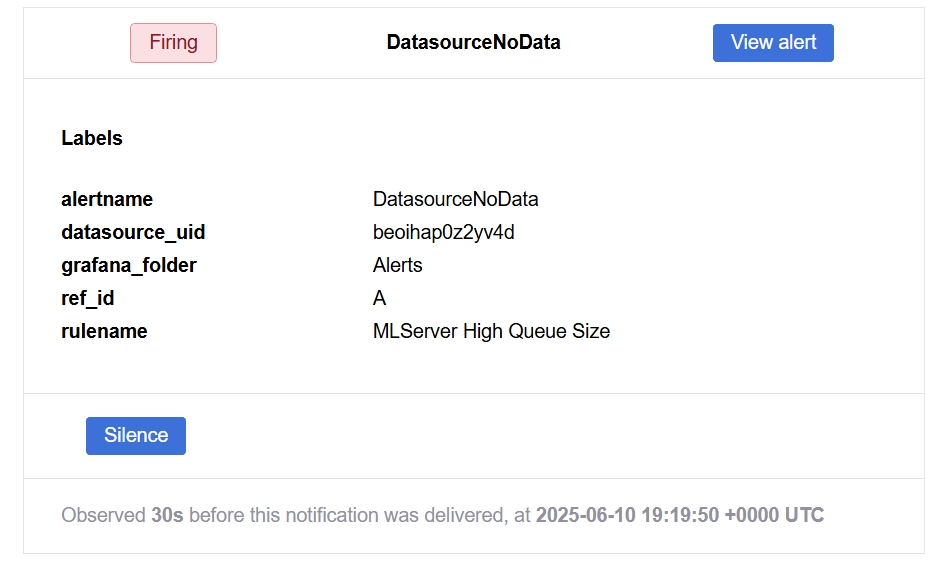 Firing DatasourceNoData View alert
Labels
alertname DatasourceNoData
datasource_uid beoihap0z2yv4d
grafana_folder Alerts
ref_id A
rulename MLServer High Queue Size
Silence
Observed 30s before this notification was delivered, at 2025-06-10 19:19:50 +0000 UTC